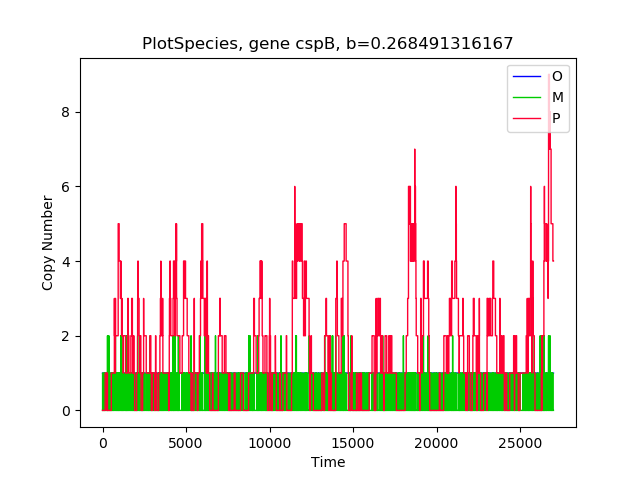 PlotSpecies, gene cspB, b=0.268491316167
O
M
P
8
6
4
2
0
Copy Number
0 5000 10000 15000 20000 25000
Time